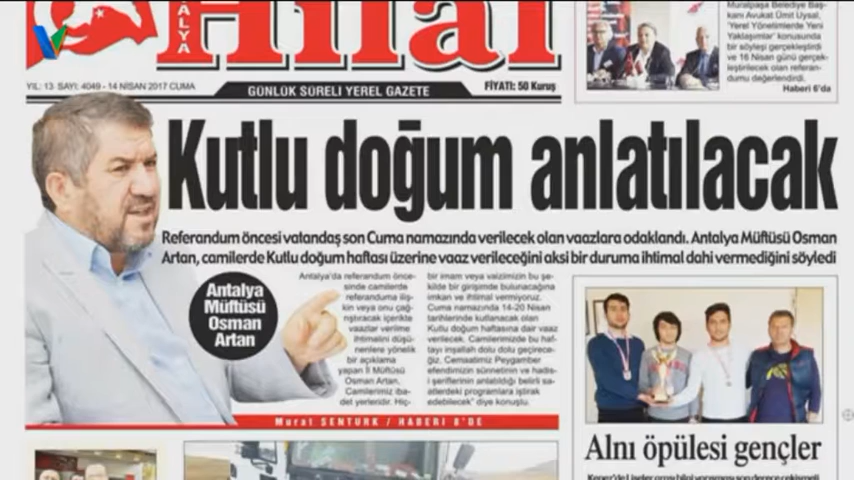 ANTALYA
Hilal
YIL: 13 SAYI: 4049 - 14 NİSAN 2017 CUMA
GÜNLÜK SÜRELİ YEREL GAZETE
FİYATI: 50 Kuruş
Muratpaşa Belediye Baş-
kanı Avukat Ümit Uysal,
'Yerel Yönetimlerde Yeni
Yaklaşımlar' konusunda
bir söyleşi gerçekleştirdi
ve 16 Nisan günü gerçek-
leştirilecek olan referan-
dumu değerlendirdi.
Haberi 6'da
Kutlu doğum anlatılacak
Referandum öncesi vatandaş son Cuma namazında verilecek olan vaazlara odaklandı. Antalya Müftüsü Osman
Artan, camilerde Kutlu doğum haftası üzerine vaaz verileceğini aksi bir duruma ihtimal dahi vermediğini söyledi
Antalya
Müftüsü
Osman
Artan
Antalya'da referandum önce-
sinde camilerde
referanduma iliş-
kin veya onu çağ-
rıştıracak içerikte
vaazlar verilme
ihtimalini düşü-
nenlere yönelik
bir açıklama
yapan İl Müftüsü
Osman Artan,
Camilerimiz iba-
det yerleridir. Hiç-
bir imam veya vaizimizin bu şe-
kilde bir girişimde bulunacağına
imkan ve ihtimal vermiyoruz.
Cuma namazında 14-20 Nisan
tarihlerinde kutlanacak olan
Kutlu doğum haftasına dair vaaz
verilecek. Camilerimizde bu haf-
tayı inşallah dolu dolu geçirece-
ğiz. Cemaatimiz Peygamber
efendimizin sünnetinin ve hadis-
i şeriflerinin anlatıldığı belirli sa-
atlerdeki programlara iştirak
edebilecek" diye konuştu.
Murat ŞENTÜRK / HABERİ 8'DE
Alnı öpülesi gençler